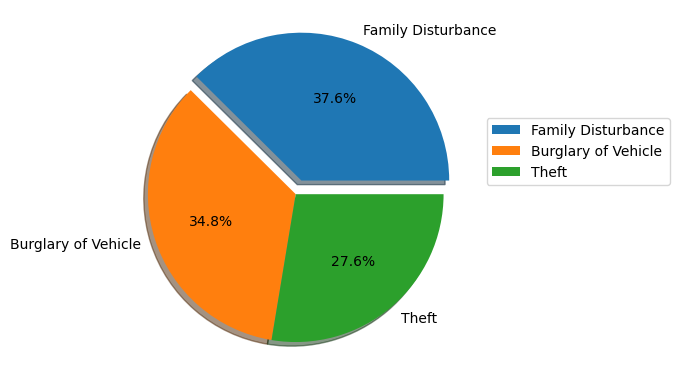 Family Disturbance
37.6%
Family Disturbance
Burglary of Vehicle
Theft
34.8%
Burglary of Vehicle
27.6%
Theft